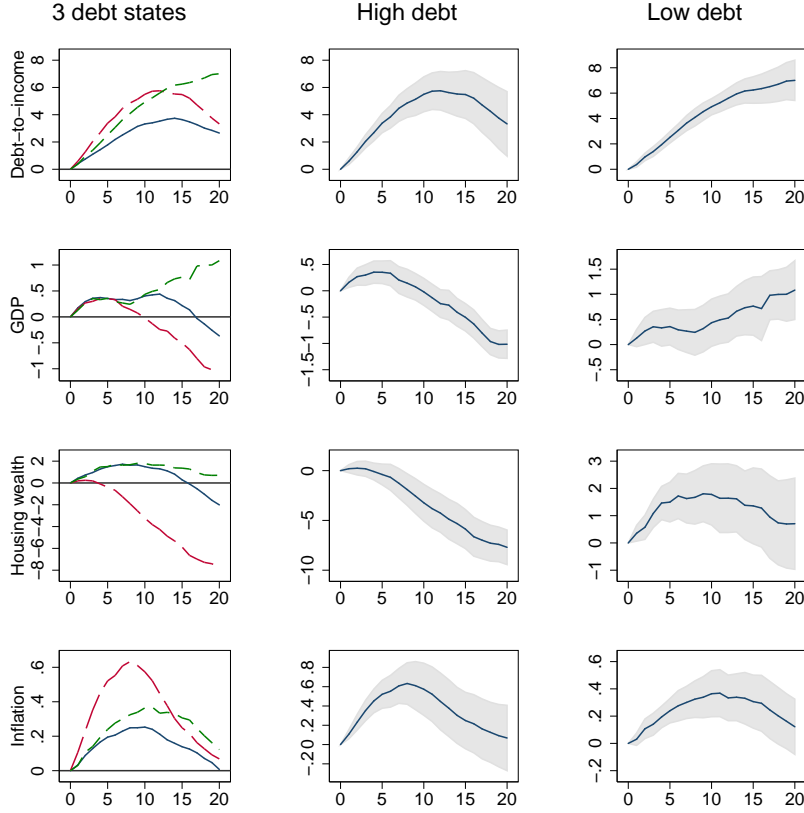 3 debt states
High debt
Low debt
Debt-to-income
0 2 4 6 8
0 5 10 15 20
0 2 4 6 8
0 5 10 15 20
0 2 4 6 8
0 5 10 15 20
GDP
-1 -.5 0 .5 1
0 5 10 15 20
-1.5 -1 -.5 0 .5
0 5 10 15 20
-.5 0 .5 1 1.5
0 5 10 15 20
Housing wealth
-8 -6 -4 -2 0 2
0 5 10 15 20
-10 -5 0
0 5 10 15 20
-1 0 1 2 3
0 5 10 15 20
Inflation
0 .2 .4 .6
0 5 10 15 20
-.2 0 .2 .4 .6 .8
0 5 10 15 20
-.2 0 .2 .4 .6
0 5 10 15 20